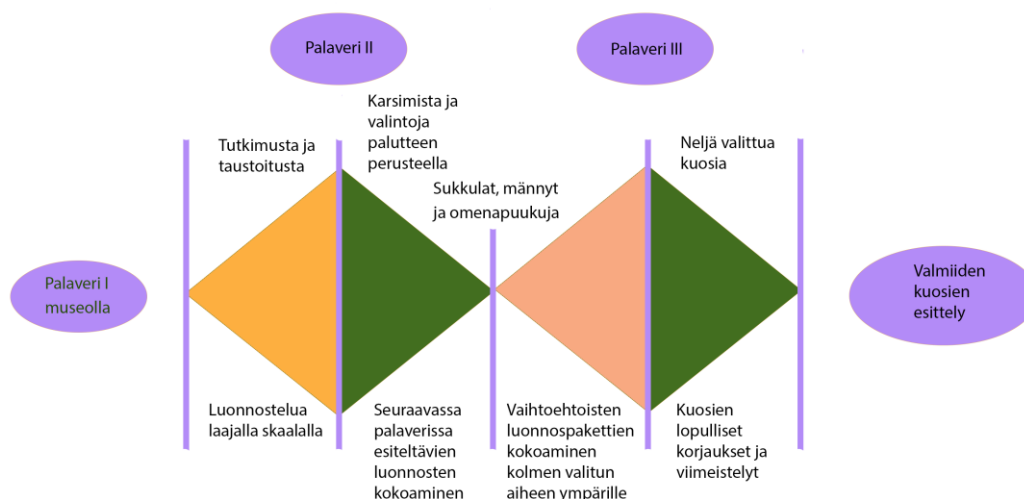 Palaveri II
Palaveri III
Karsimista ja
valintoja
palutteen
perusteella
Tutkimusta ja
taustoitusta
Neljä valittua
kuosia
Sukkulat, männyt
ja omenapuukuja
Palaveri I
museolla
Valmiiden
kuosien
esittely
Luonnostelua
laajalla skaalalla
Seuraavassa
palaverissa
esiteltävien
luonnosten
kokoaminen
Vaihtoehtoisten
luonnospakettien
kokoaminen
kolmen valitun
aiheen ympärille
Kuosien
lopulliset
korjaukset ja
viimeistelyt